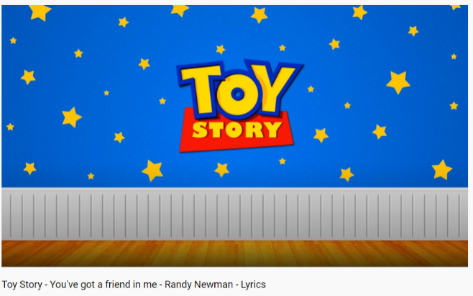 TOY
STORY
Toy Story - You've got a friend in me - Randy Newman - Lyrics